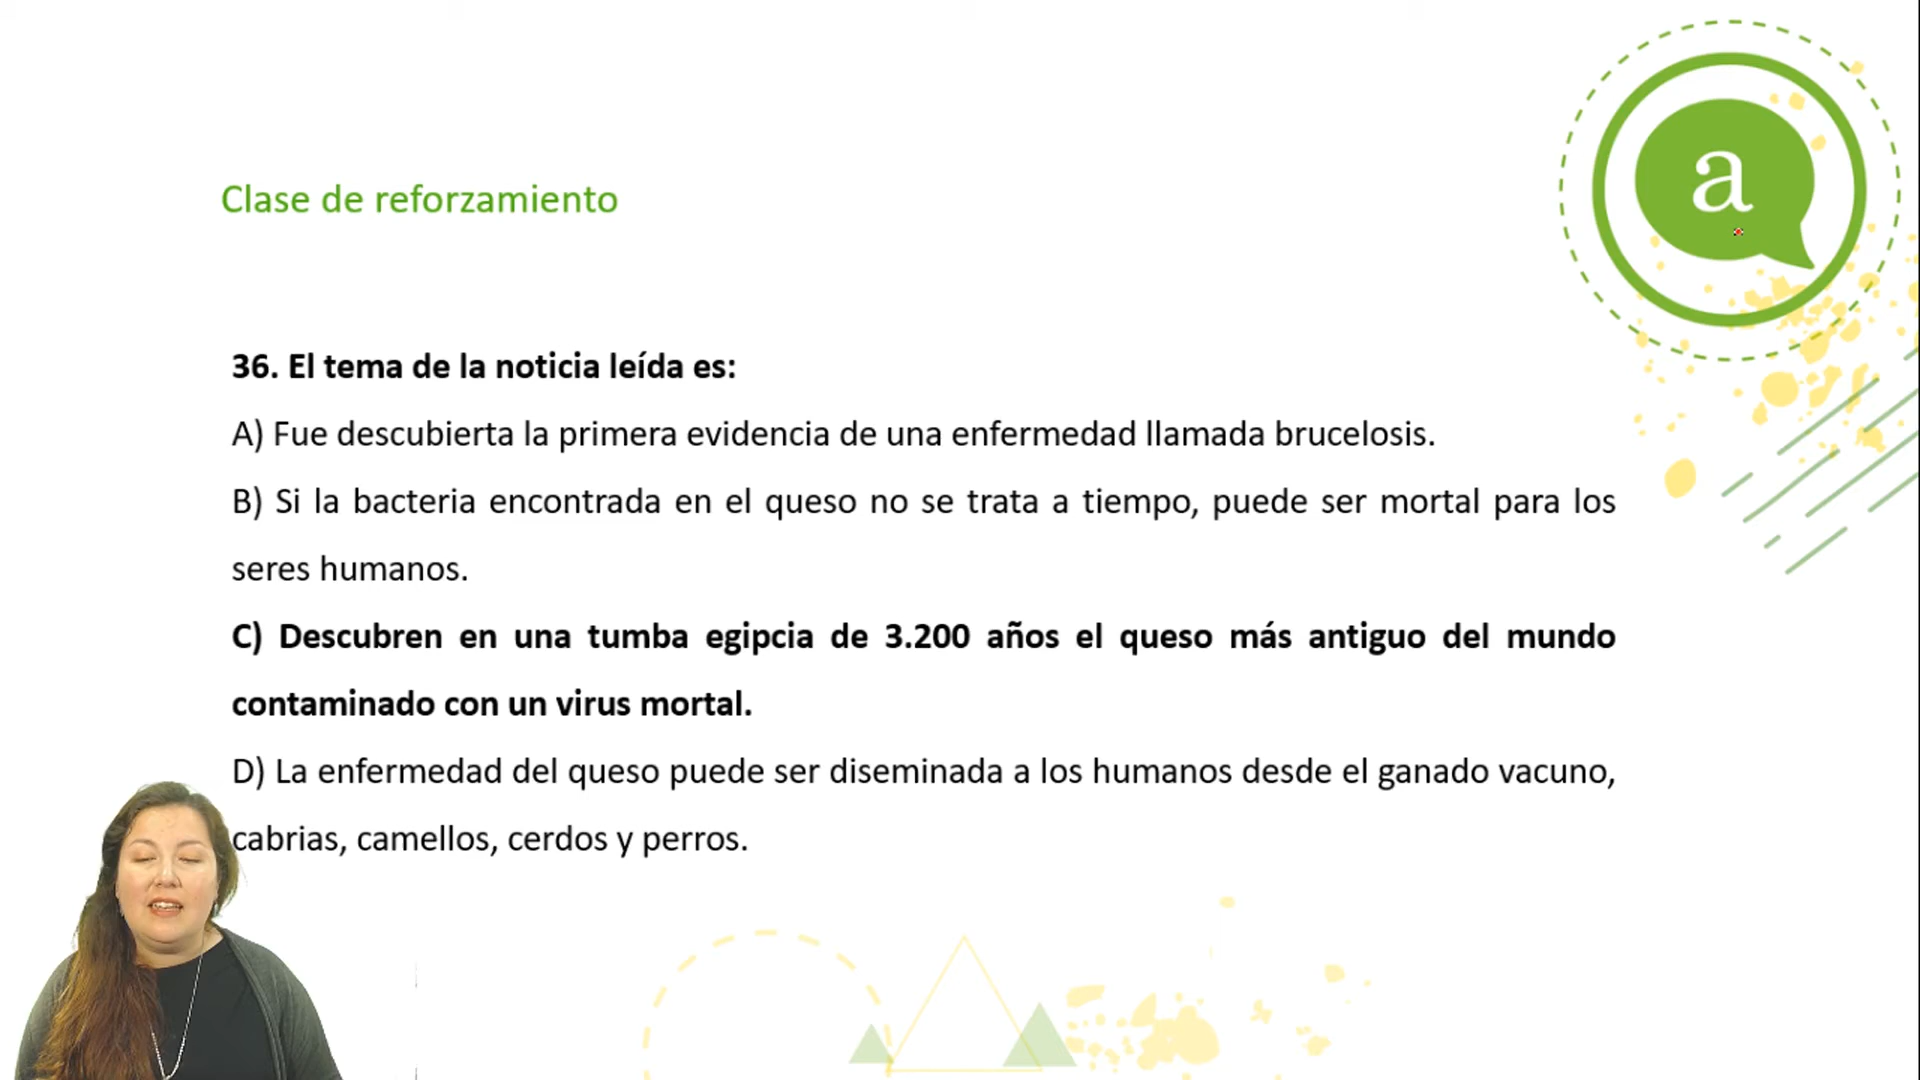 a
Clase de reforzamiento
36. El tema de la noticia leída es:
A) Fue descubierta la primera evidencia de una enfermedad llamada brucelosis.
B) Si la bacteria encontrada en el queso no se trata a tiempo, puede ser mortal para los
seres humanos.
C) Descubren en una tumba egipcia de 3.200 años el queso más antiguo del mundo
contaminado con un virus mortal.
D) La enfermedad del queso puede ser diseminada a los humanos desde el ganado vacuno,
cabrias, camellos, cerdos y perros.